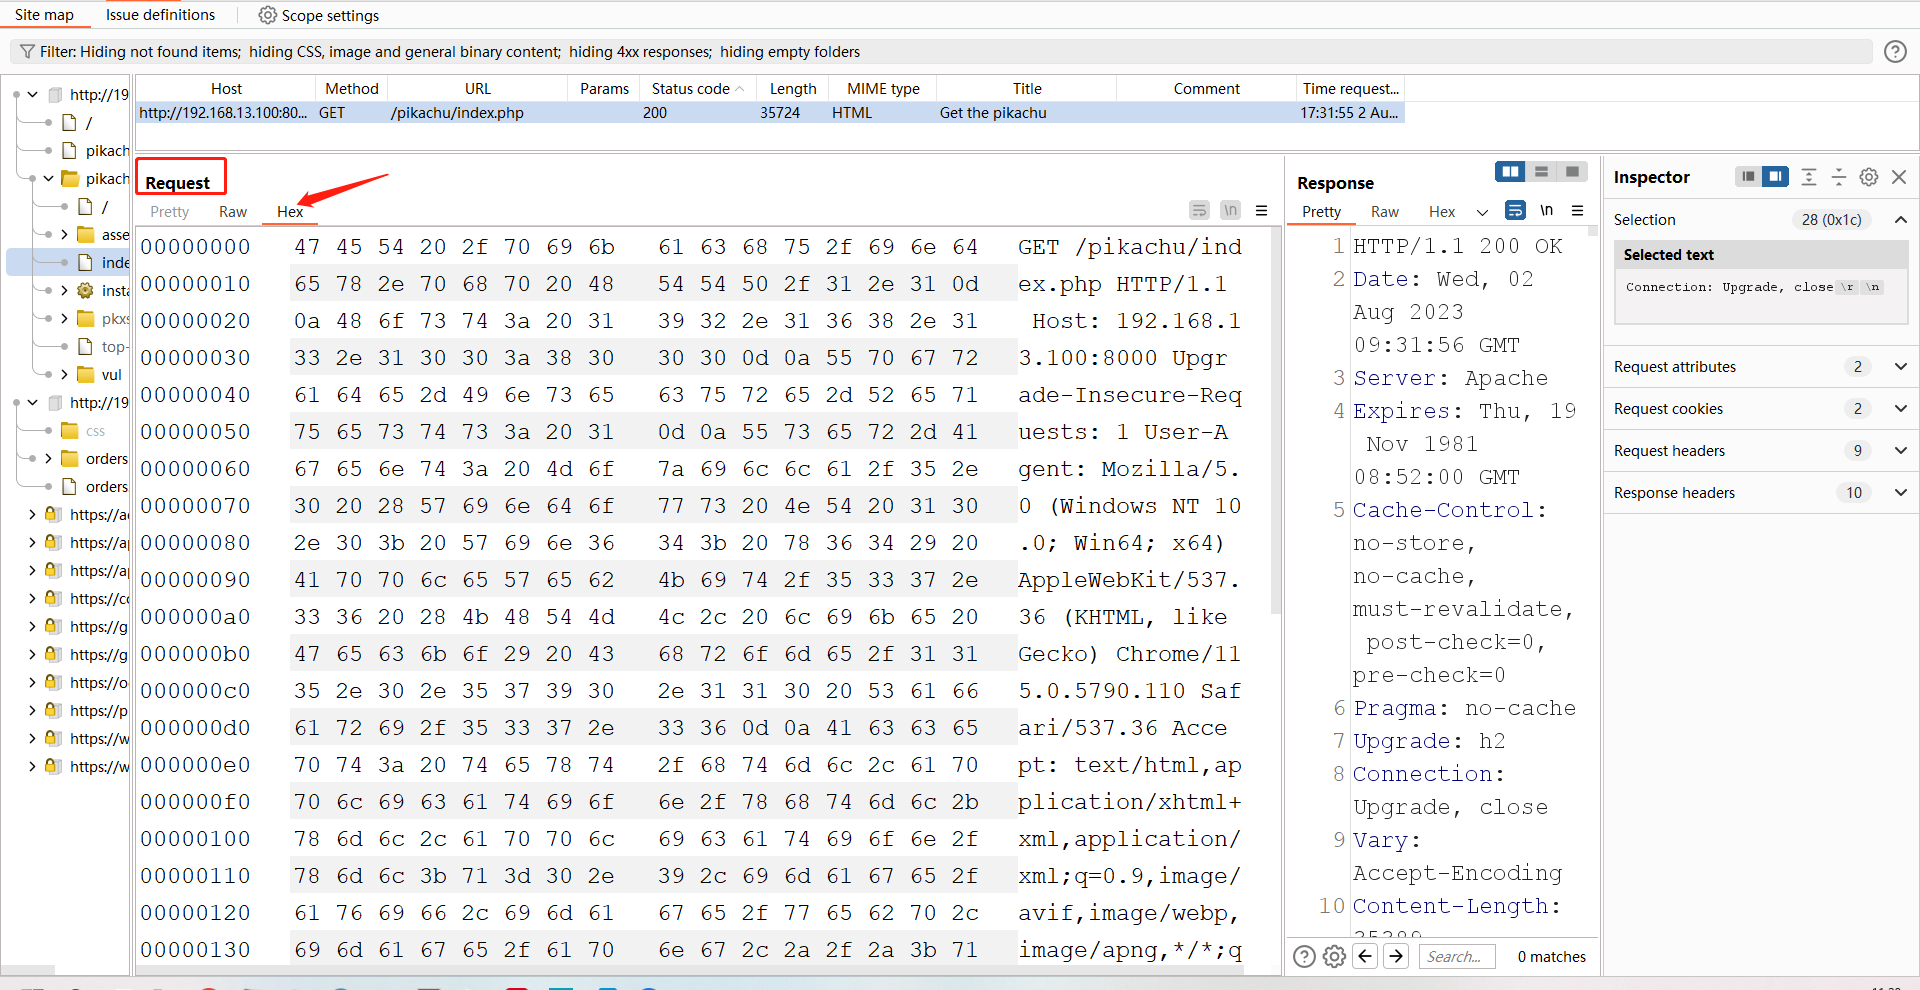 Site map Issue definitions Scope settings
Filter: Hiding not found items; hiding CSS, image and general binary content; hiding 4xx responses; hiding empty folders
http://19
/
pikach
pikach
/
asse
inde
insta
pkxs
top-
vul
http://19
css
orders
orders
https://ac
https://ap
https://ap
https://co
https://g
https://g
https://o
https://p
https://w
https://w
Host Method URL Params Status code Length MIME type Title Comment Time request...
http://192.168.13.100:80... GET /pikachu/index.php 200 35724 HTML Get the pikachu 17:31:55 2 Au...
Request
Pretty Raw Hex \n
00000000 47 45 54 20 2f 70 69 6b 61 63 68 75 2f 69 6e 64 GET /pikachu/ind
00000010 65 78 2e 70 68 70 20 48 54 54 50 2f 31 2e 31 0d ex.php HTTP/1.1
00000020 0a 48 6f 73 74 3a 20 31 39 32 2e 31 36 38 2e 31 Host: 192.168.1
00000030 33 2e 31 30 30 3a 38 30 30 30 0d 0a 55 70 67 72 3.100:8000 Upgr
00000040 61 64 65 2d 49 6e 73 65 63 75 72 65 2d 52 65 71 ade-Insecure-Req
00000050 75 65 73 74 73 3a 20 31 0d 0a 55 73 65 72 2d 41 uests: 1 User-A
00000060 67 65 6e 74 3a 20 4d 6f 7a 69 6c 6c 61 2f 35 2e gent: Mozilla/5.
00000070 30 20 28 57 69 6e 64 6f 77 73 20 4e 54 20 31 30 0 (Windows NT 10
00000080 2e 30 3b 20 57 69 6e 36 34 3b 20 78 36 34 29 20 .0; Win64; x64)
00000090 41 70 70 6c 65 57 65 62 4b 69 74 2f 35 33 37 2e AppleWebKit/537.
000000a0 33 36 20 28 4b 48 54 4d 4c 2c 20 6c 69 6b 65 20 36 (KHTML, like
000000b0 47 65 63 6b 6f 29 20 43 68 72 6f 6d 65 2f 31 31 Gecko) Chrome/11
000000c0 35 2e 30 2e 35 37 39 30 2e 31 31 30 20 53 61 66 5.0.5790.110 Saf
000000d0 61 72 69 2f 35 33 37 2e 33 36 0d 0a 41 63 63 65 ari/537.36 Acce
000000e0 70 74 3a 20 74 65 78 74 2f 68 74 6d 6c 2c 61 70 pt: text/html,ap
000000f0 70 6c 69 63 61 74 69 6f 6e 2f 78 68 74 6d 6c 2b plication/xhtml+
00000100 78 6d 6c 2c 61 70 70 6c 69 63 61 74 69 6f 6e 2f xml,application/
00000110 78 6d 6c 3b 71 3d 30 2e 39 2c 69 6d 61 67 65 2f xml;q=0.9,image/
00000120 61 76 69 66 2c 69 6d 61 67 65 2f 77 65 62 70 2c avif,image/webp,
00000130 69 6d 61 67 65 2f 61 70 6e 67 2c 2a 2f 2a 3b 71 image/apng,*/*;q
Response
Pretty Raw Hex \n
1 HTTP/1.1 200 OK
2 Date: Wed, 02
Aug 2023
09:31:56 GMT
3 Server: Apache
4 Expires: Thu, 19
Nov 1981
08:52:00 GMT
5 Cache-Control:
no-store,
no-cache,
must-revalidate,
post-check=0,
pre-check=0
6 Pragma: no-cache
7 Upgrade: h2
8 Connection:
Upgrade, close
9 Vary:
Accept-Encoding
10 Content-Length:
Search... 0 matches
Inspector
Selection 28 (0x1c)
Selected text
Connection: Upgrade, close \r \n
Request attributes 2
Request cookies 2
Request headers 9
Response headers 10